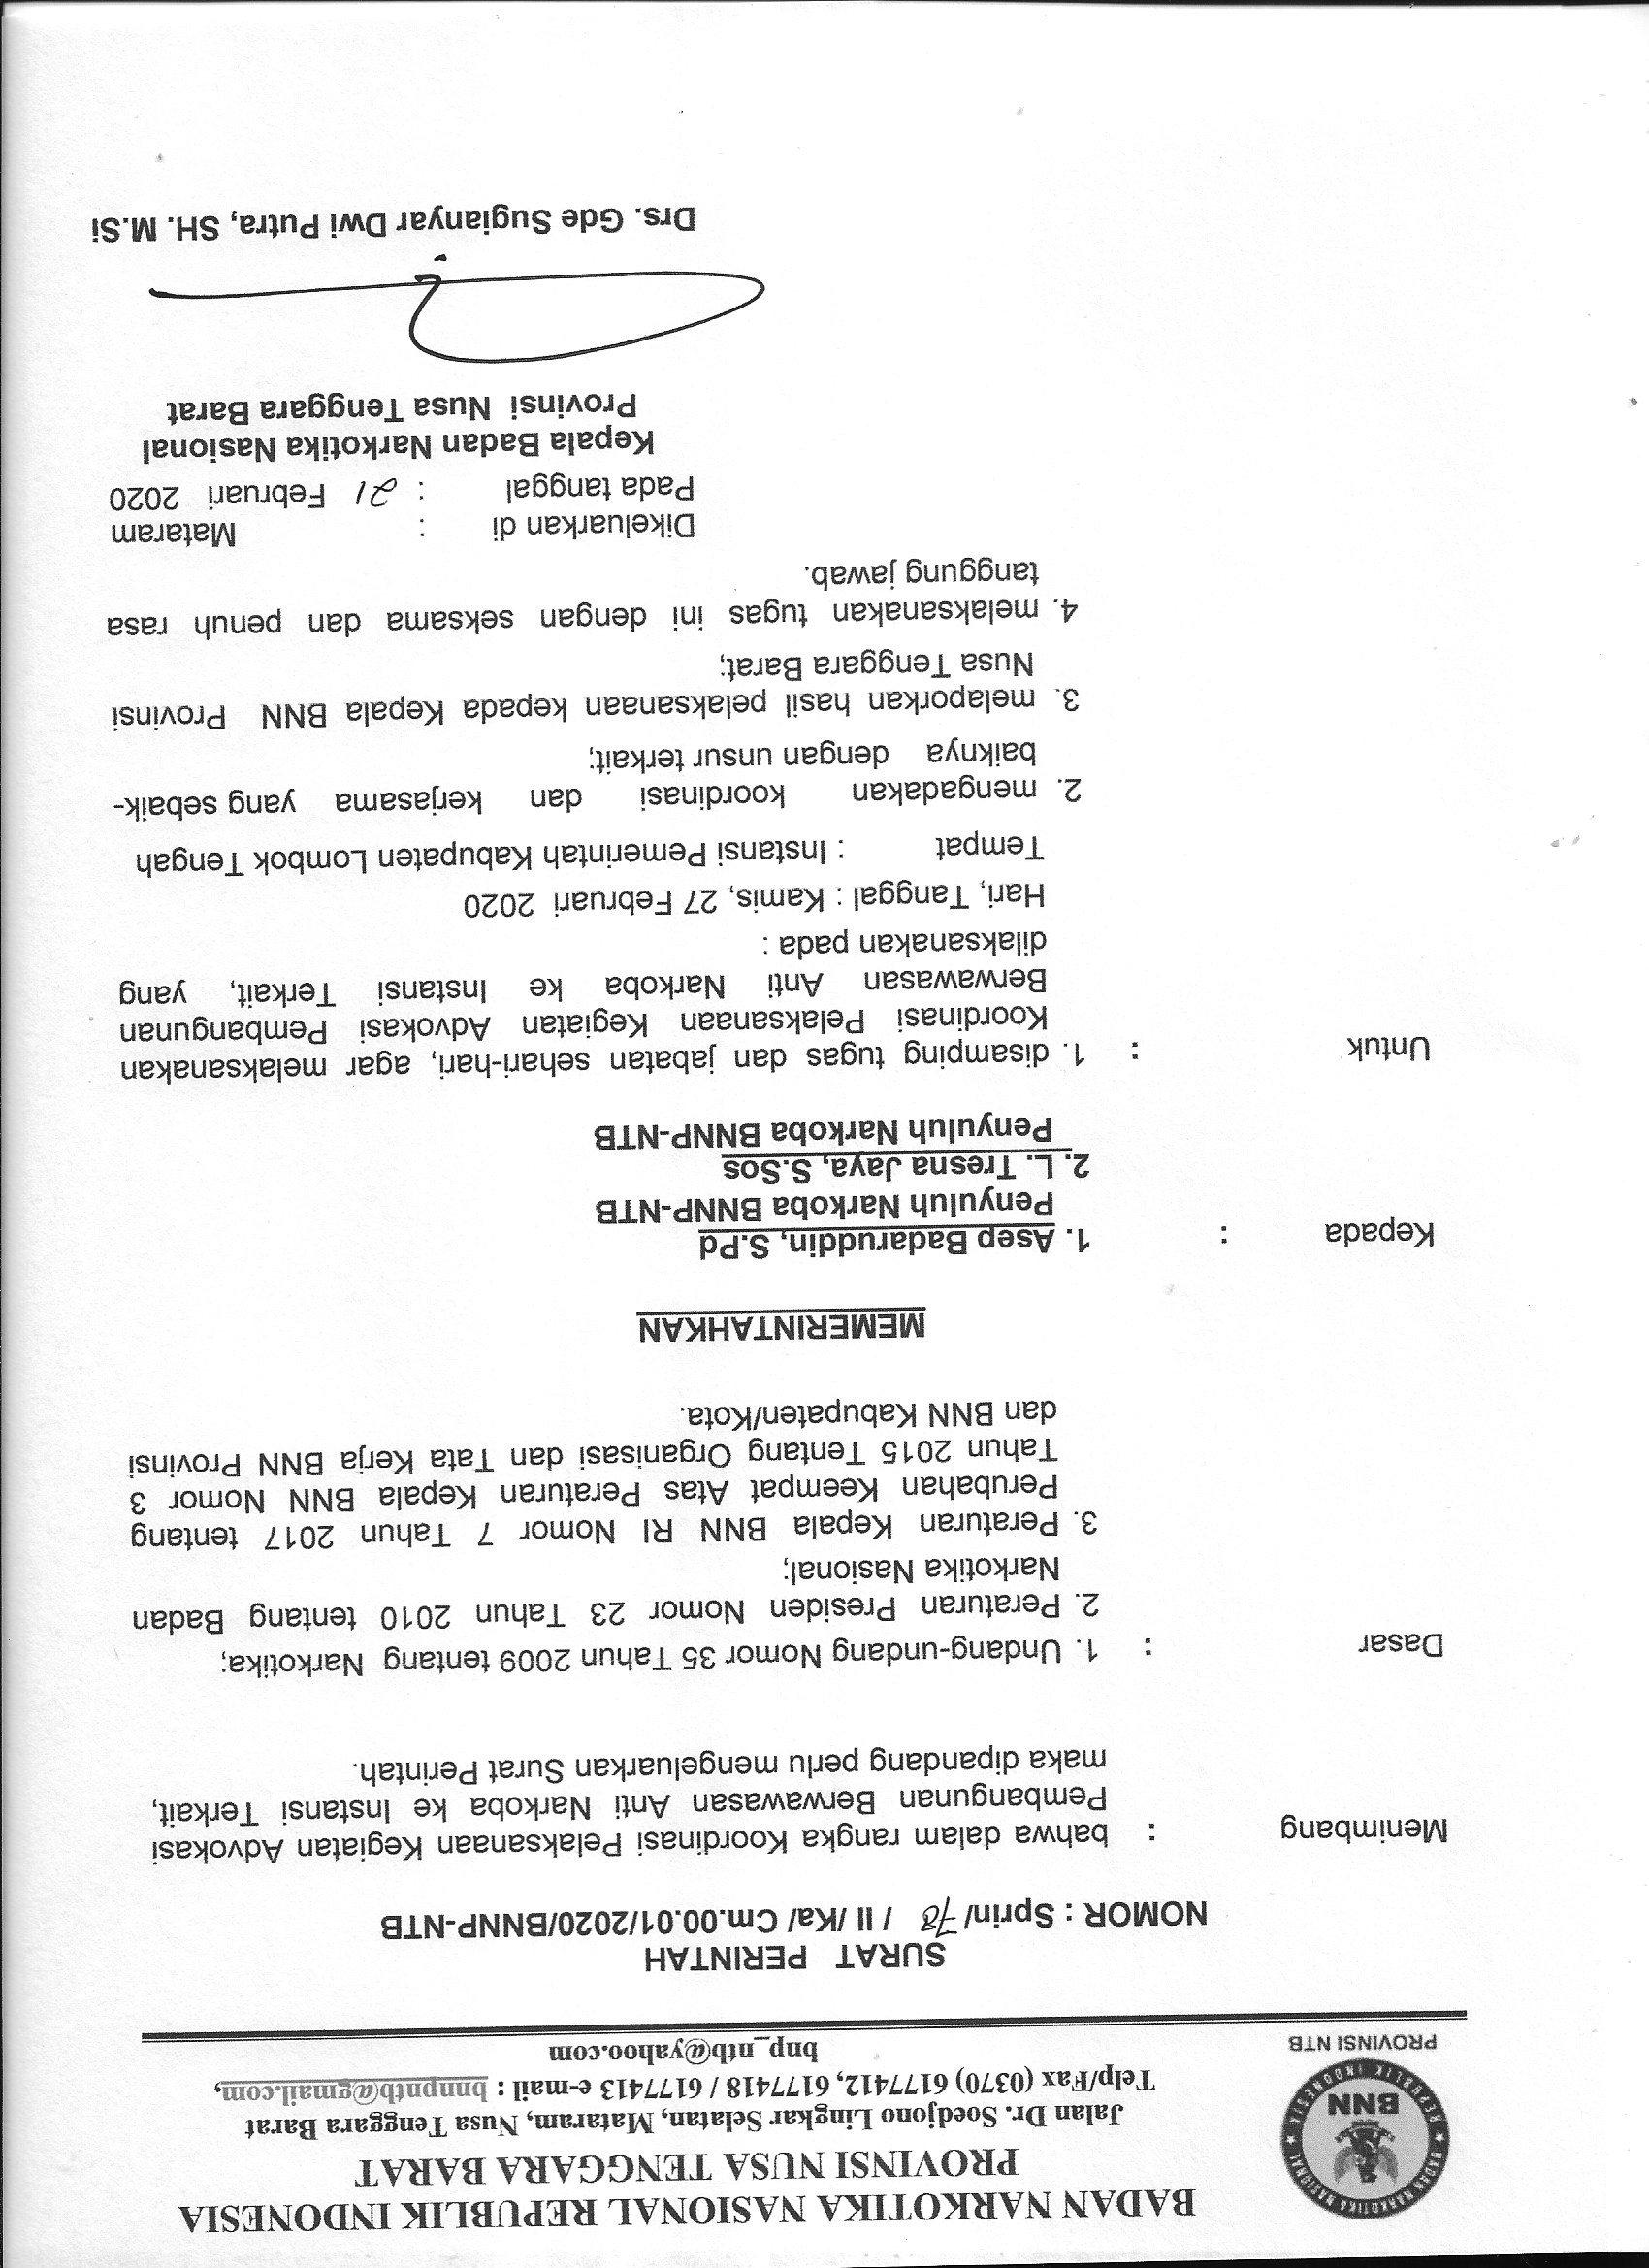 BADAN NARKOTIKA NASIONAL REPUBLIK INDONESIA
PROVINSI NUSA TENGGARA BARAT
Jalan Dr. Soedjono Lingkar Selatan, Mataram, Nusa Tenggara Barat
Telp/Fax (0370) 6177412, 6177418 / 6177413 e-mail : bnnpntb@gmail.com,
bnp_ntb@yahoo.com
BADAN NARKOTIKA NASIONAL
REPUBLIK INDONESIA
BNN
PROVINSI NTB
SURAT PERINTAH
NOMOR : Sprin/ 78 / II /Ka/ Cm.00.01/2020/BNNP-NTB
Menimbang : bahwa dalam rangka Koordinasi Pelaksanaan Kegiatan Advokasi
Pembangunan Berwawasan Anti Narkoba ke Instansi Terkait,
maka dipandang perlu mengeluarkan Surat Perintah.
Dasar : 1. Undang-undang Nomor 35 Tahun 2009 tentang Narkotika;
2. Peraturan Presiden Nomor 23 Tahun 2010 tentang Badan
Narkotika Nasional;
3. Peraturan Kepala BNN RI Nomor 7 Tahun 2017 tentang
Perubahan Keempat Atas Peraturan Kepala BNN Nomor 3
Tahun 2015 Tentang Organisasi dan Tata Kerja BNN Provinsi
dan BNN Kabupaten/Kota.
MEMERINTAHKAN
Kepada : 1. Asep Badaruddin, S.Pd
Penyuluh Narkoba BNNP-NTB
2. L. Tresna Jaya, S.Sos
Penyuluh Narkoba BNNP-NTB
Untuk : 1. disamping tugas dan jabatan sehari-hari, agar melaksanakan
Koordinasi Pelaksanaan Kegiatan Advokasi Pembangunan
Berwawasan Anti Narkoba ke Instansi Terkait, yang
dilaksanakan pada :
Hari, Tanggal : Kamis, 27 Februari 2020
Tempat : Instansi Pemerintah Kabupaten Lombok Tengah
2. mengadakan koordinasi dan kerjasama yang sebaik-
baiknya dengan unsur terkait;
3. melaporkan hasil pelaksanaan kepada Kepala BNN Provinsi
Nusa Tenggara Barat;
4. melaksanakan tugas ini dengan seksama dan penuh rasa
tanggung jawab.
Dikeluarkan di : Mataram
Pada tanggal : 21 Februari 2020
Kepala Badan Narkotika Nasional
Provinsi Nusa Tenggara Barat
Drs. Gde Sugianyar Dwi Putra, SH. M.Si